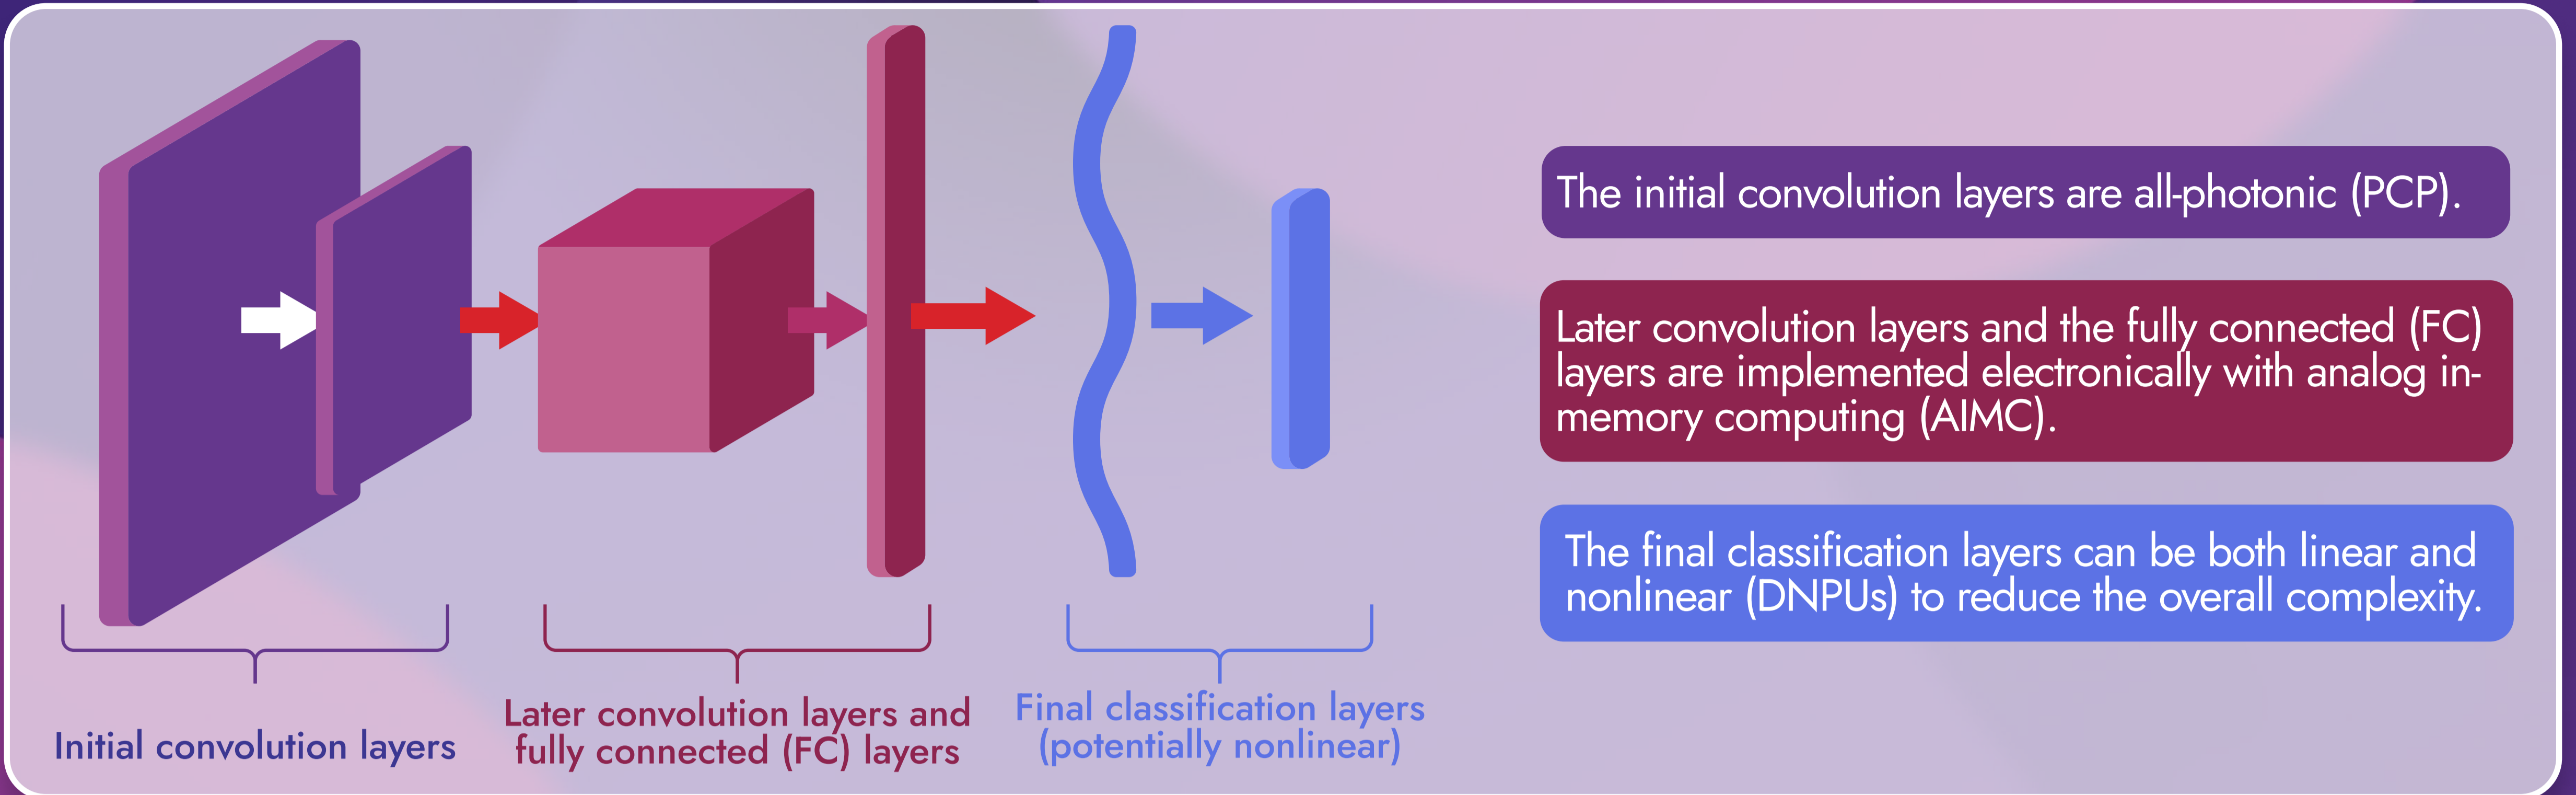 Initial convolution layers
Later convolution layers and
fully connected (FC) layers
Final classification layers
(potentially nonlinear)
The initial convolution layers are all-photonic (PCP).
Later convolution layers and the fully connected (FC)
layers are implemented electronically with analog in-
memory computing (AIMC).
The final classification layers can be both linear and
nonlinear (DNPUs) to reduce the overall complexity.